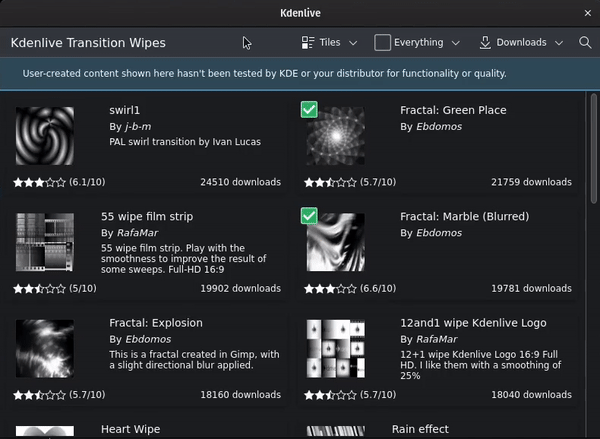 Kdenlive
Kdenlive Transition Wipes
Tiles
Everything
Downloads
User-created content shown here hasn't been tested by KDE or your distributor for functionality or quality.
swirl1
By j-b-m
PAL swirl transition by Ivan Lucas
(6.1/10)
24510 downloads
Fractal: Green Place
By Ebdomos
(5.7/10)
21759 downloads
55 wipe film strip
By RafaMar
55 wipe film strip. Play with the
smoothness to improve the result of
some sweeps. Full-HD 16:9
(5/10)
19902 downloads
Fractal: Marble (Blurred)
By Ebdomos
(6.6/10)
19781 downloads
Fractal: Explosion
By Ebdomos
This is a fractal created in Gimp, with
a slight directional blur applied.
(5.7/10)
18160 downloads
12and1 wipe Kdenlive Logo
By RafaMar
12+1 wipe Kdenlive Logo 16:9 Full
HD. I like them with a smoothing of
25%
(5.7/10)
18040 downloads
Heart Wipe
Rain effect